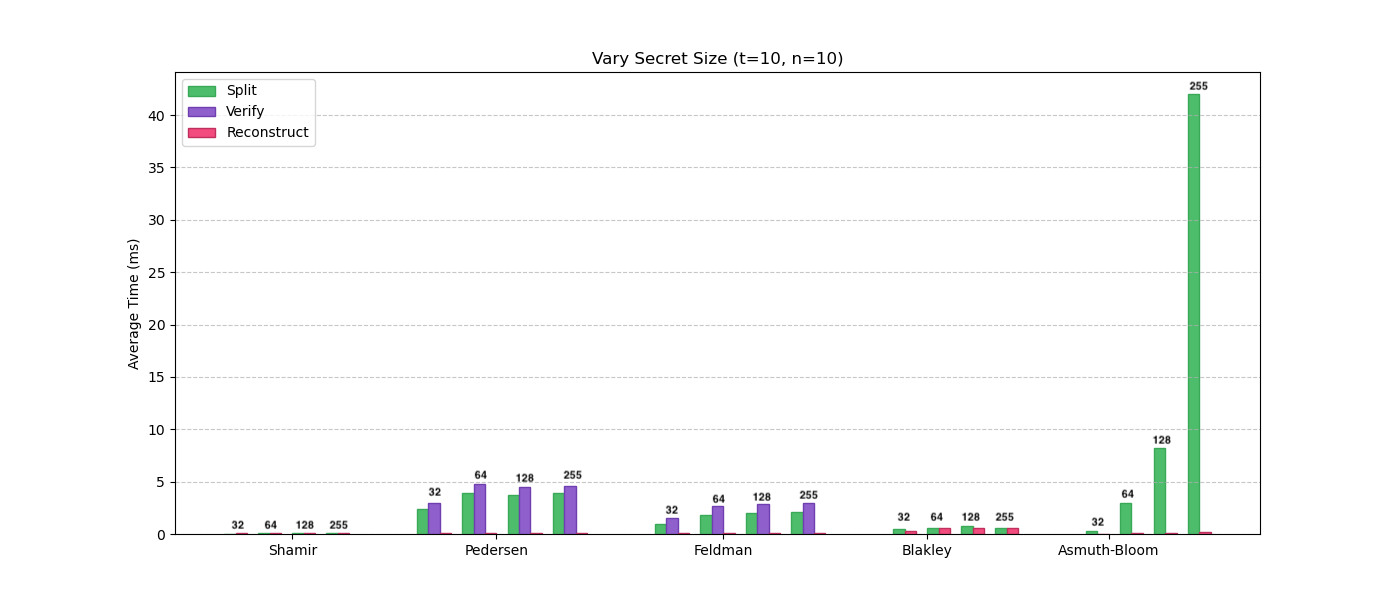 Vary Secret Size (t=10, n=10)
Split
Verify
Reconstruct
Average Time (ms)
40
35
30
25
20
15
10
5
0
32 64 128 255
32 64 128 255
32 64 128 255
32 64 128 255
32 64 128 255
Shamir Pedersen Feldman Blakley Asmuth-Bloom